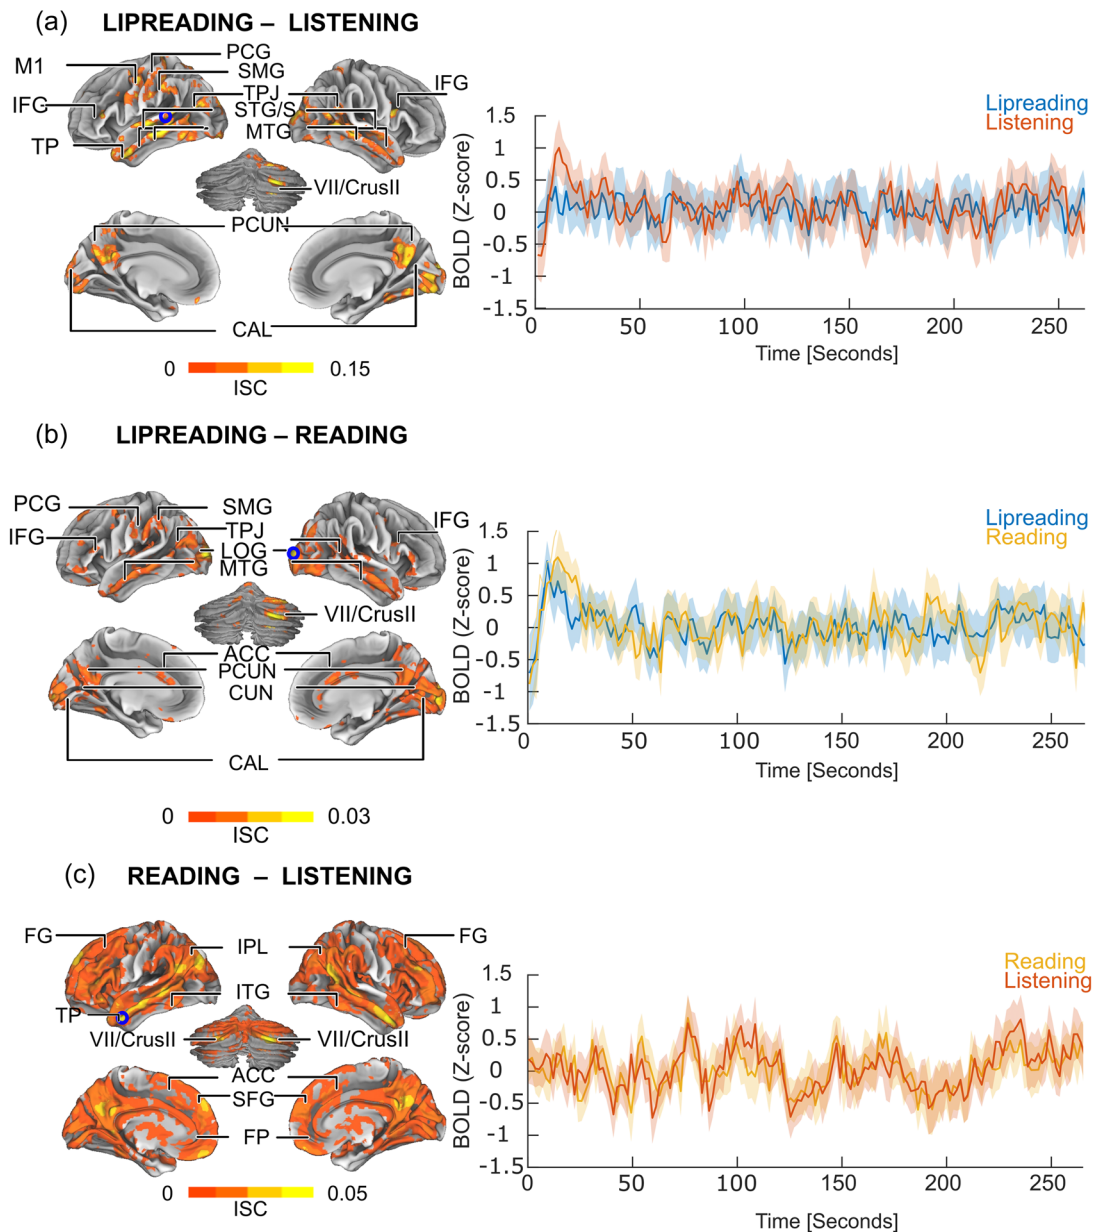 (a) LIPREADING – LISTENING
PCG
M1
SMG
TPJ
IFG
IFG
STG/S
MTG
TP
VII/CrusII
PCUN
CAL
0
0.15
ISC
Lipreading
Listening
BOLD (Z-score)
1.5
1
0.5
0
-0.5
-1
-1.5
0
50
100
150
200
250
Time [Seconds]
(b) LIPREADING – READING
PCG
SMG
IFG
TPJ
IFG
LOG
MTG
VII/CrusII
ACC
PCUN
CUN
CAL
0
0.03
ISC
Lipreading
Reading
BOLD (Z-score)
1.5
1
0.5
0
-0.5
-1
-1.5
0
50
100
150
200
250
Time [Seconds]
(c) READING – LISTENING
FG
IPL
FG
ITG
TP
VII/CrusII
VII/CrusII
ACC
SFG
FP
0
0.05
ISC
Reading
Listening
BOLD (Z-score)
1.5
1
0.5
0
-0.5
-1
-1.5
0
50
100
150
200
250
Time [Seconds]